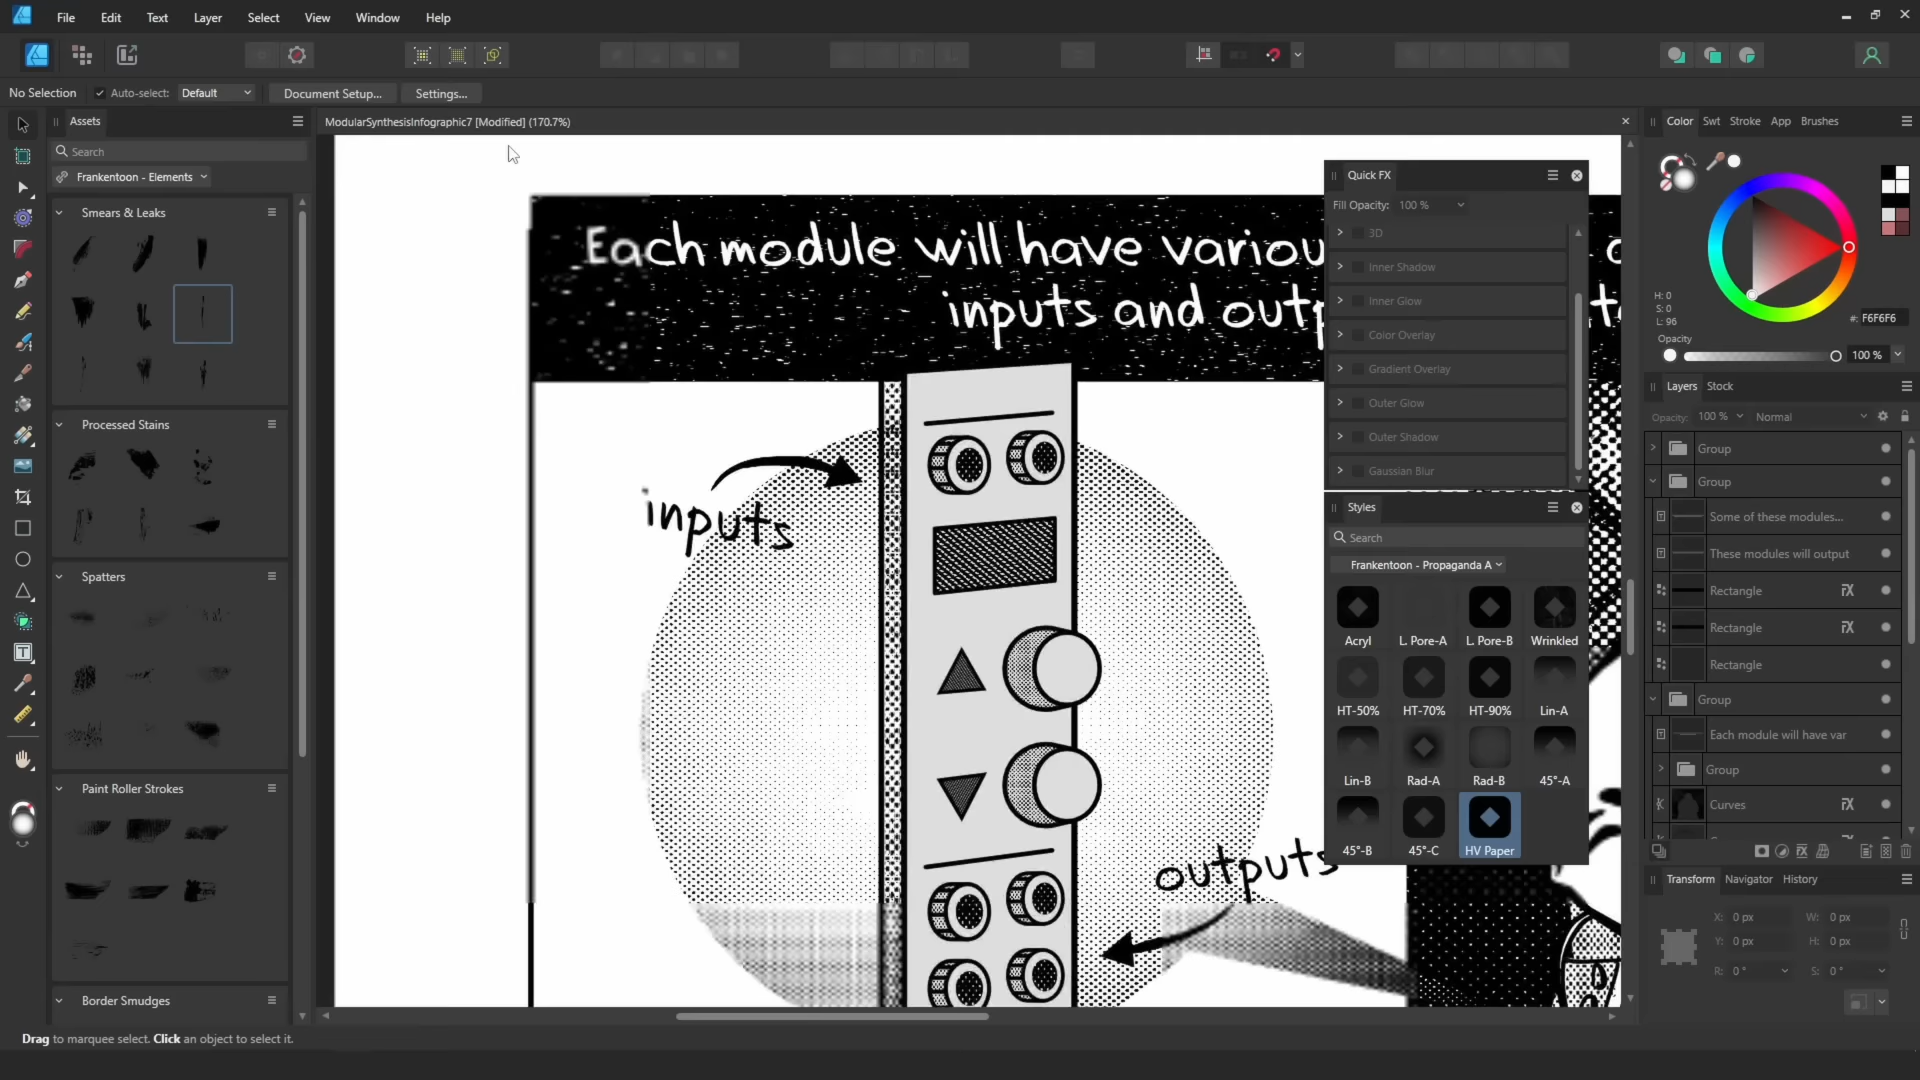 File Edit Text Layer Select View Window Help
No Selection Auto-select: Default Document Setup... Settings...
Assets
Search
Frankentoon - Elements
Smears & Leaks
Processed Stains
Spatters
Paint Roller Strokes
Border Smudges
ModularSynthesisInfographic7 [Modified] (170.7%)
Each module will have variou
inputs and outp
inputs
outputs
Quick FX
Fill Opacity: 100 %
3D
Inner Shadow
Inner Glow
Color Overlay
Gradient Overlay
Outer Glow
Outer Shadow
Gaussian Blur
Styles
Search
Frankentoon - Propaganda A
Acryl L. Pore-A L. Pore-B Wrinkled
HT-50% HT-70% HT-90% Lin-A
Lin-B Rad-A Rad-B 45°-A
45°-B 45°-C HV Paper
Color Swt Stroke App Brushes
H: 0
S: 0
L: 96
#: F6F6F6
Opacity
100 %
Layers Stock
Opacity: 100 % Normal
Group
Group
Some of these modules...
These modules will output
Rectangle
Rectangle
Rectangle
Group
Each module will have var
Group
Curves
Transform Navigator History
X: 0 px W: 0 px
Y: 0 px H: 0 px
R: 0 ° S: 0 °
Drag to marquee select. Click an object to select it.